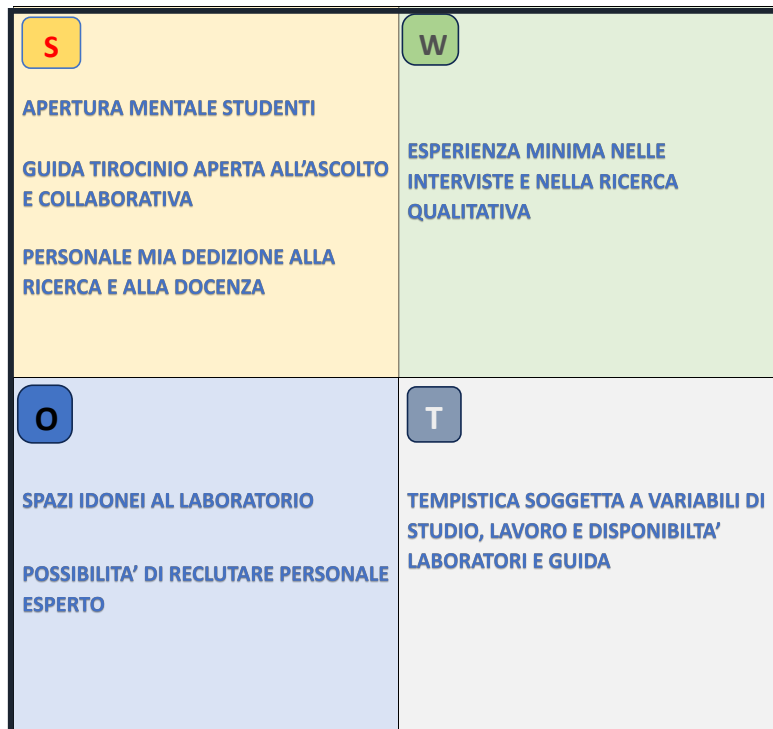 S
APERTURA MENTALE STUDENTI
GUIDA TIROCINIO APERTA ALL'ASCOLTO
E COLLABORATIVA
PERSONALE MIA DEDIZIONE ALLA
RICERCA E ALLA DOCENZA
W
ESPERIENZA MINIMA NELLE
INTERVISTE E NELLA RICERCA
QUALITATIVA
O
SPAZI IDONEI AL LABORATORIO
POSSIBILITA' DI RECLUTARE PERSONALE
ESPERTO
T
TEMPISTICA SOGGETTA A VARIABILI DI
STUDIO, LAVORO E DISPONIBILTA'
LABORATORI E GUIDA